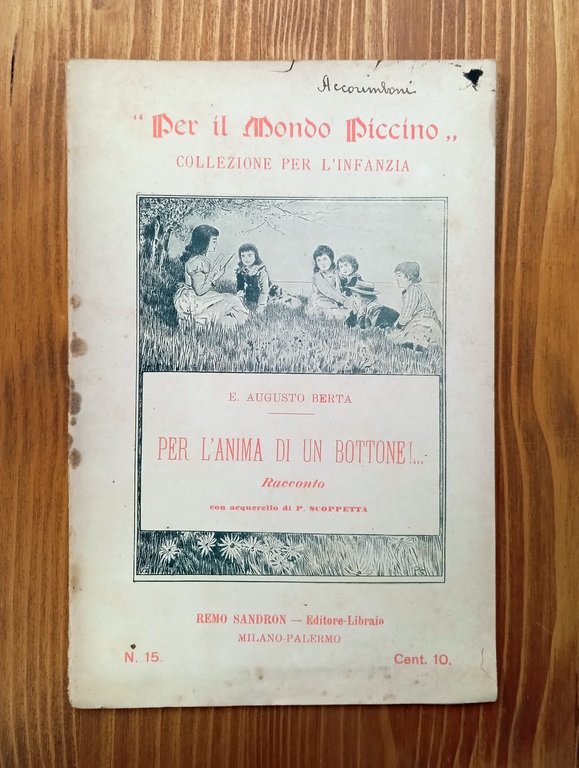 Accorimboni
"Per il Mondo Piccino„
COLLEZIONE PER L'INFANZIA
E. AUGUSTO BERTA
PER L'ANIMA DI UN BOTTONE!...
Racconto
con acquerello di P. SCOPPETTA
REMO SANDRON — Editore-Libraio
MILANO-PALERMO
N. 15.
Cent. 10.